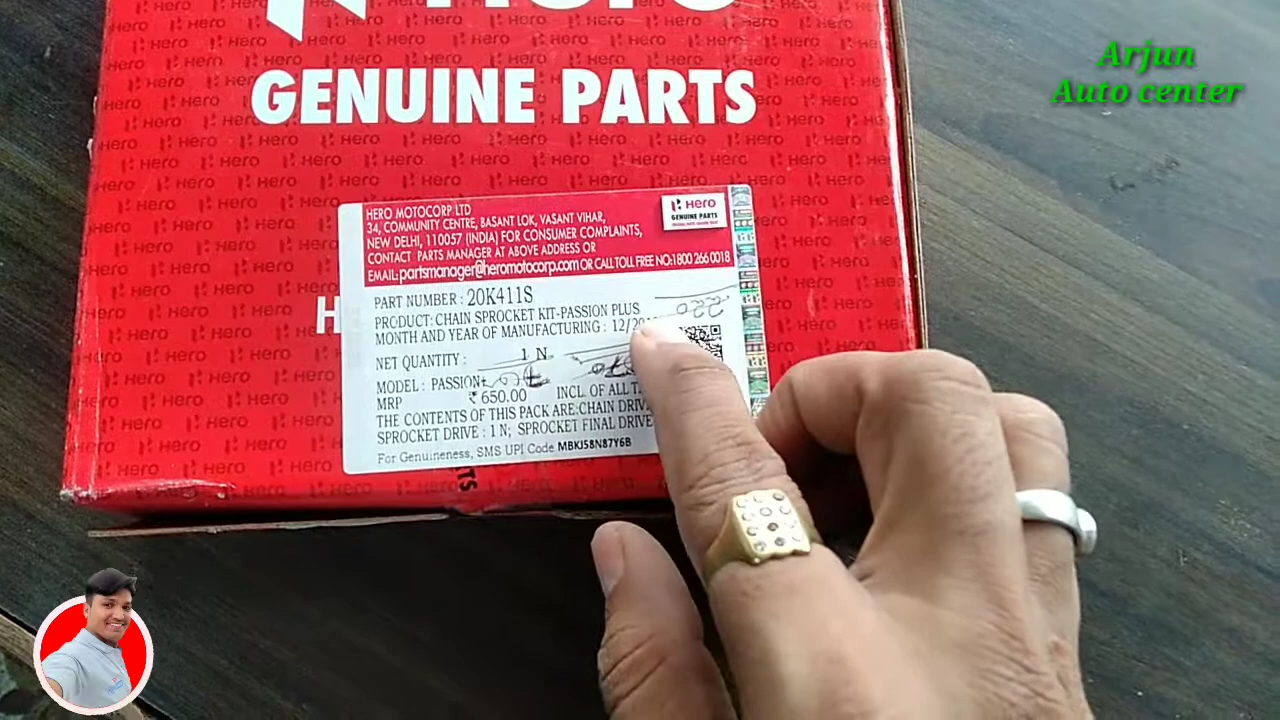 Hero
GENUINE PARTS
Arjun
Auto center
HERO MOTOCORP LTD
34, COMMUNITY CENTRE, BASANT LOK, VASANT VIHAR,
NEW DELHI, 110057 (INDIA) FOR CONSUMER COMPLAINTS,
CONTACT PARTS MANAGER AT ABOVE ADDRESS OR
EMAIL: partsmanager@heromotocorp.com OR CALL TOLL FREE NO:1800 266 0018
Hero
GENUINE PARTS
PART NUMBER : 20K411S
PRODUCT: CHAIN SPROCKET KIT-PASSION PLUS
MONTH AND YEAR OF MANUFACTURING : 12/20
NET QUANTITY : 1 N
MODEL : PASSION+
MRP ₹ 650.00 INCL. OF ALL
THE CONTENTS OF THIS PACK ARE:CHAIN DRIVE
SPROCKET DRIVE : 1 N; SPROCKET FINAL DRIVE
For Genuineness, SMS UPI Code MBKJ58N87Y6B